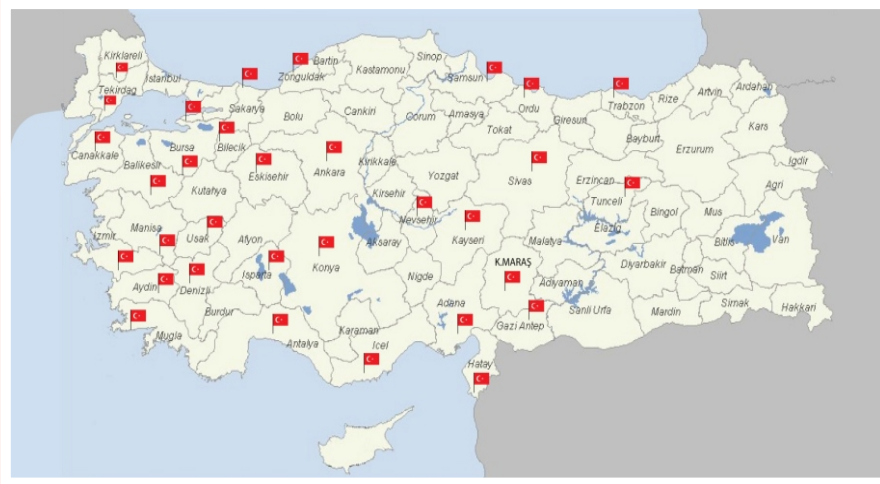 Kirklareli
Tekirdag
Istanbul
Bartin
Zonguldak
Kastamonu
Sinop
Samsun
Sakarya
Bolu
Cankiri
Corum
Amasya
Ordu
Tokat
Giresun
Trabzon
Rize
Artvin
Ardahan
Kars
Bayburt
Erzurum
Igdir
Canakkale
Balikesir
Bursa
Bilecik
Eskisehir
Ankara
Kirikkale
Yozgat
Sivas
Erzincan
Tunceli
Agri
Kutahya
Kirsehir
Nevsehir
Kayseri
Malatya
Elazig
Bingol
Mus
Bitlis
Van
Izmir
Manisa
Usak
Afyon
Isparta
Konya
Aksaray
Nigde
K.MARAŞ
Adiyaman
Diyarbakir
Batman
Siirt
Aydin
Denizli
Burdur
Mugla
Antalya
Karaman
Icel
Adana
Gazi Antep
Sanli Urfa
Mardin
Sirnak
Hakkari
Hatay